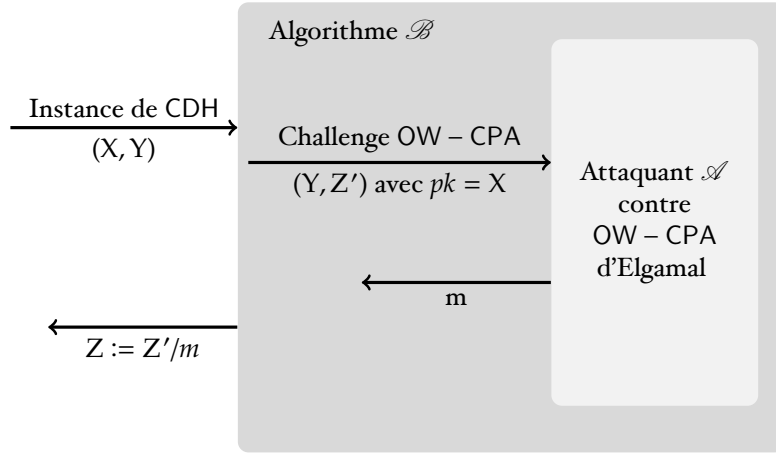 Algorithme ℬ
Instance de CDH
(X, Y)
Challenge OW – CPA
(Y, Z′) avec pk = X
Attaquant 𝒜
contre
OW – CPA
d'Elgamal
m
Z := Z′/m